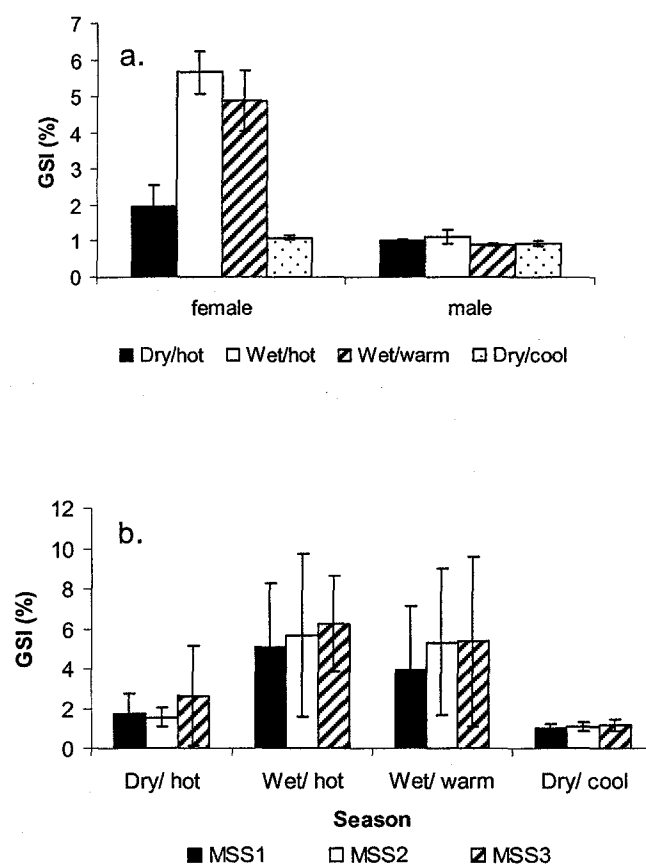 a.
7
6
5
4
3
2
1
0
GSI (%)
female male
Dry/hot Wet/hot Wet/warm Dry/cool
b.
12
10
8
6
4
2
0
GSI (%)
Dry/ hot Wet/ hot Wet/ warm Dry/ cool
Season
MSS1 MSS2 MSS3